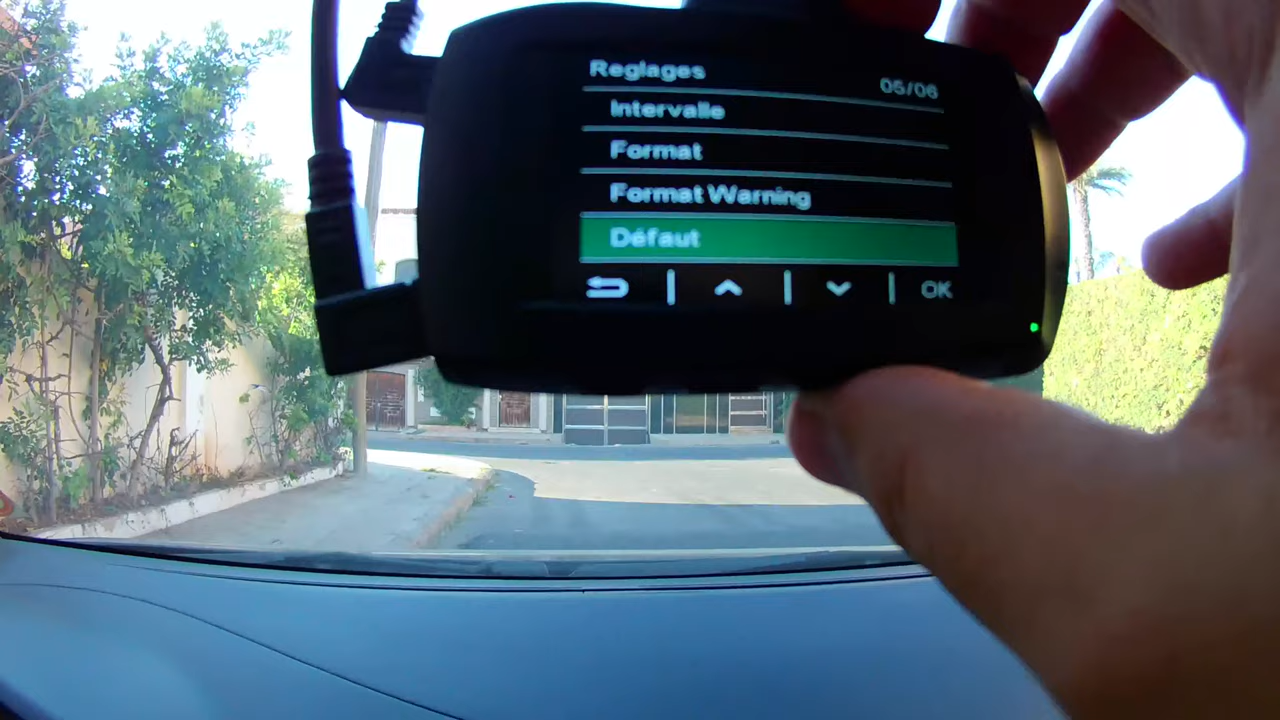 Reglages
05/06
Intervalle
Format
Format Warning
Défaut
OK